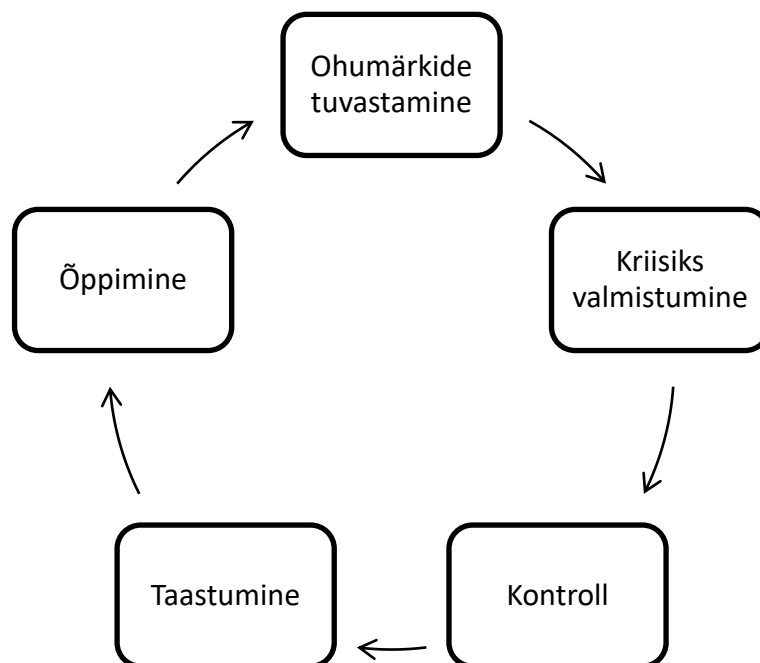 Ohumärkide
tuvastamine
Kriisiks
valmistumine
Kontroll
Taastumine
Õppimine